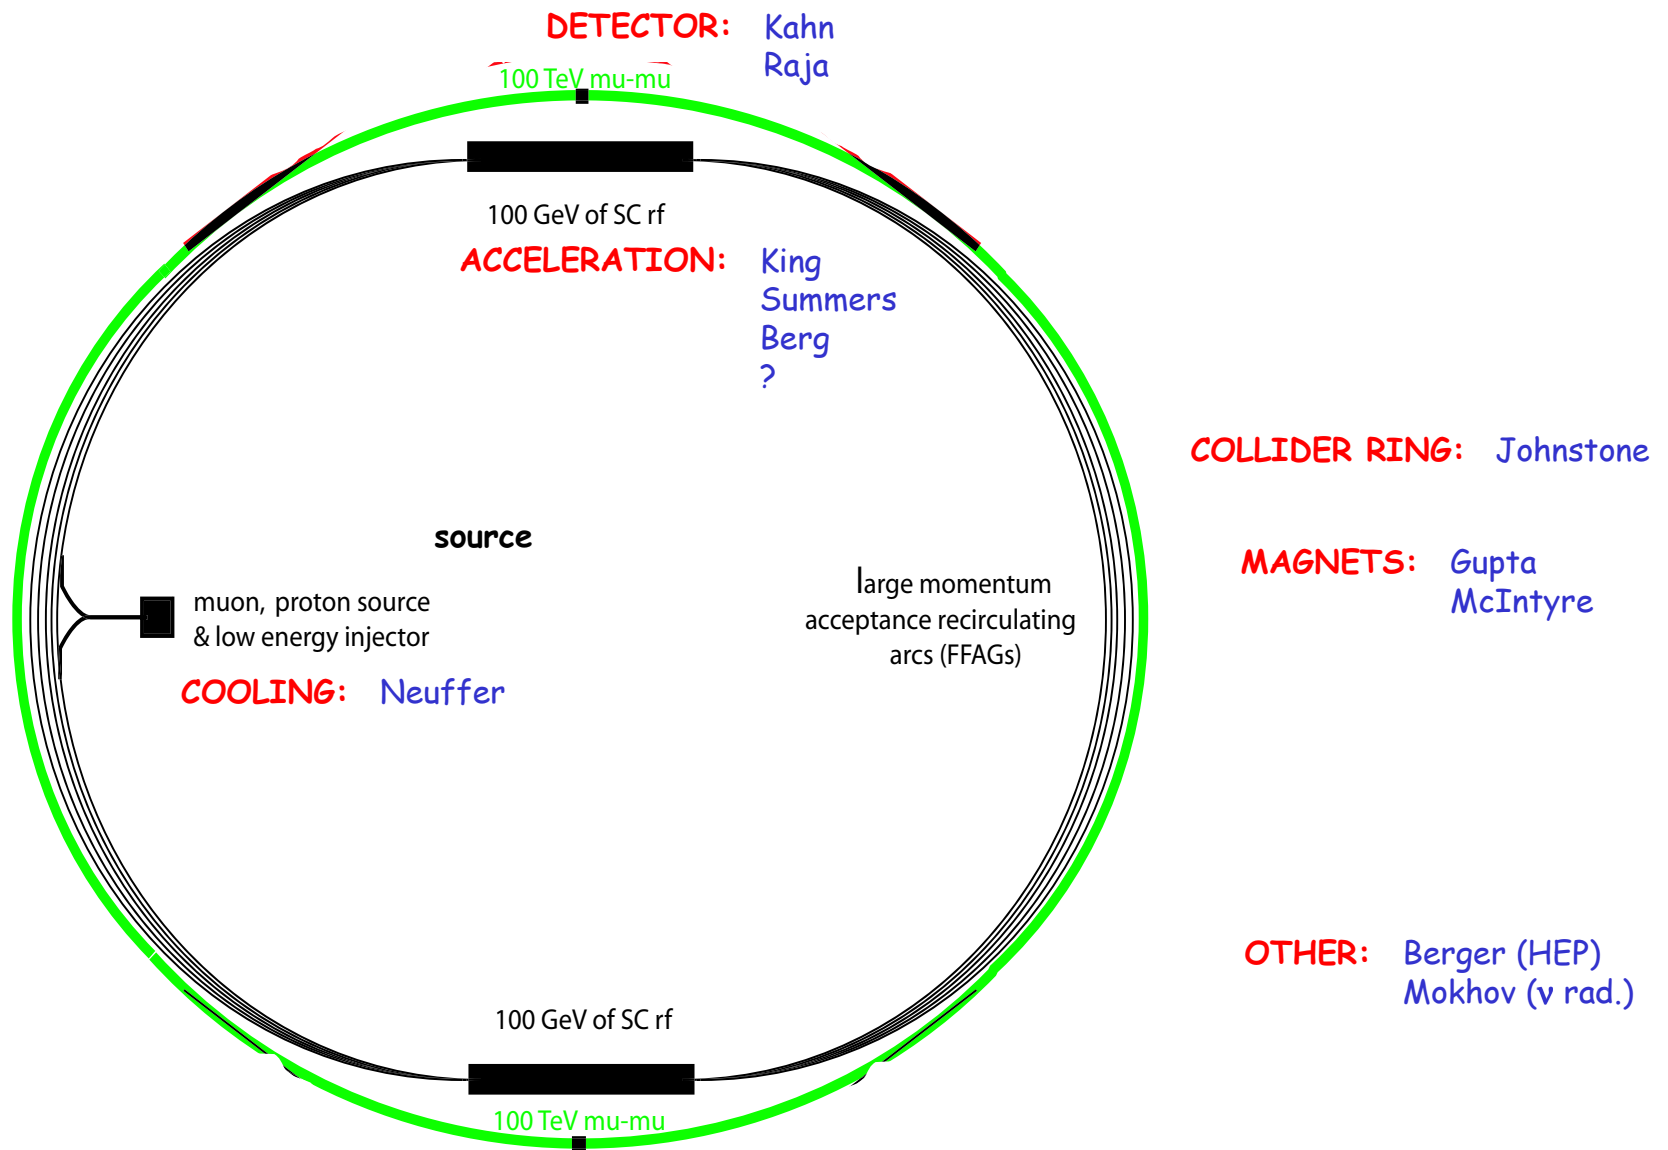 DETECTOR: Kahn
Raja
100 TeV mu-mu
100 GeV of SC rf
ACCELERATION: King
Summers
Berg
?
COLLIDER RING: Johnstone
source
MAGNETS: Gupta
McIntyre
large momentum
acceptance recirculating
arcs (FFAGs)
muon, proton source
& low energy injector
COOLING: Neuffer
OTHER: Berger (HEP)
Mokhov (ν rad.)
100 GeV of SC rf
100 TeV mu-mu